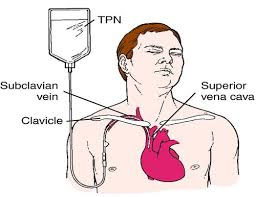 TPN
Subclavian
vein
Superior
vena cava
Clavicle